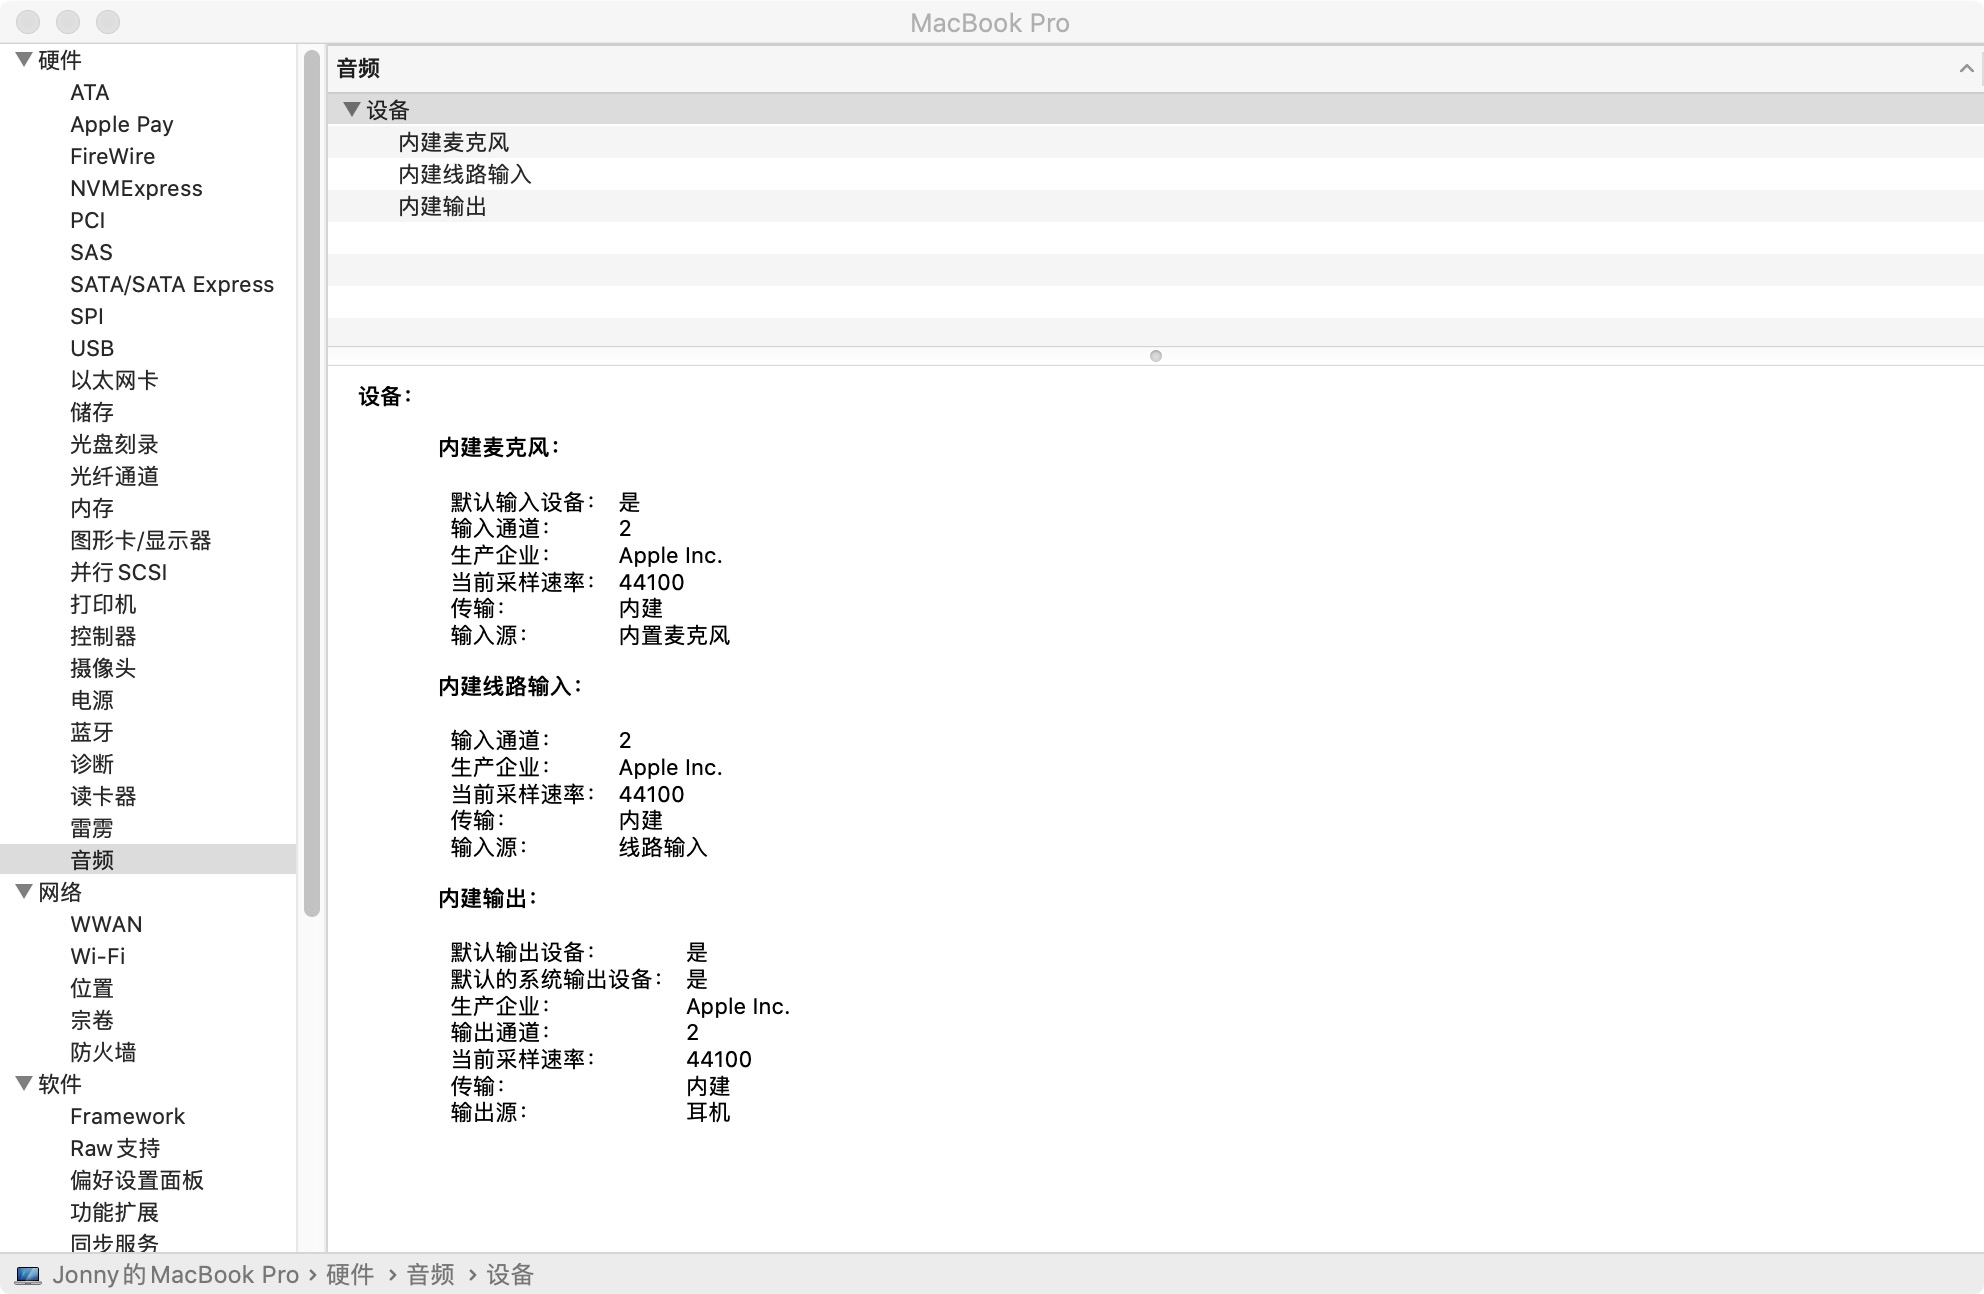 MacBook Pro
硬件
ATA
Apple Pay
FireWire
NVMExpress
PCI
SAS
SATA/SATA Express
SPI
USB
以太网卡
储存
光盘刻录
光纤通道
内存
图形卡/显示器
并行 SCSI
打印机
控制器
摄像头
电源
蓝牙
诊断
读卡器
雷雳
音频
网络
WWAN
Wi-Fi
位置
宗卷
防火墙
软件
Framework
Raw 支持
偏好设置面板
功能扩展
同步服务
音频
设备
内建麦克风
内建线路输入
内建输出
设备：
内建麦克风：
默认输入设备： 是
输入通道： 2
生产企业： Apple Inc.
当前采样速率： 44100
传输： 内建
输入源： 内置麦克风
内建线路输入：
输入通道： 2
生产企业： Apple Inc.
当前采样速率： 44100
传输： 内建
输入源： 线路输入
内建输出：
默认输出设备： 是
默认的系统输出设备： 是
生产企业： Apple Inc.
输出通道： 2
当前采样速率： 44100
传输： 内建
输出源： 耳机
Jonny的MacBook Pro › 硬件 › 音频 › 设备